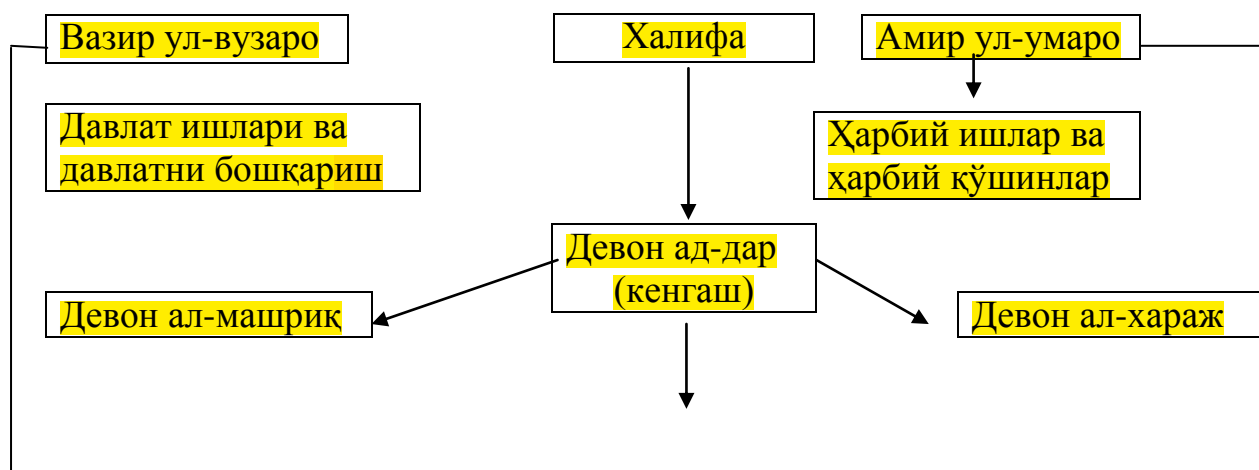 Вазир ул-вузаро
Халифа
Амир ул-умаро
Давлат ишлари ва
давлатни бошқариш
Ҳарбий ишлар ва
ҳарбий қўшинлар
Девон ад-дар
(кенгаш)
Девон ал-машриқ
Девон ал-хараж